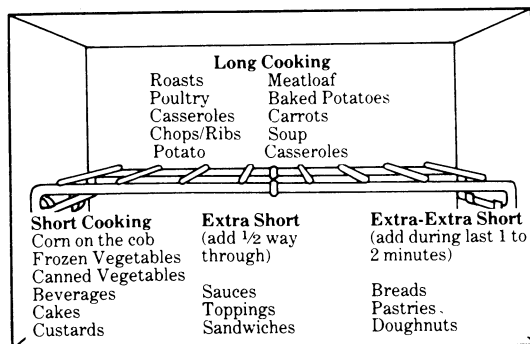 Long Cooking
Roasts Meatloaf
Poultry Baked Potatoes
Casseroles Carrots
Chops/Ribs Soup
Potato Casseroles
Short Cooking
Corn on the cob
Frozen Vegetables
Canned Vegetables
Beverages
Cakes
Custards
Extra Short
(add 1/2 way
through)
Sauces
Toppings
Sandwiches
Extra-Extra Short
(add during last 1 to
2 minutes)
Breads
Pastries
Doughnuts